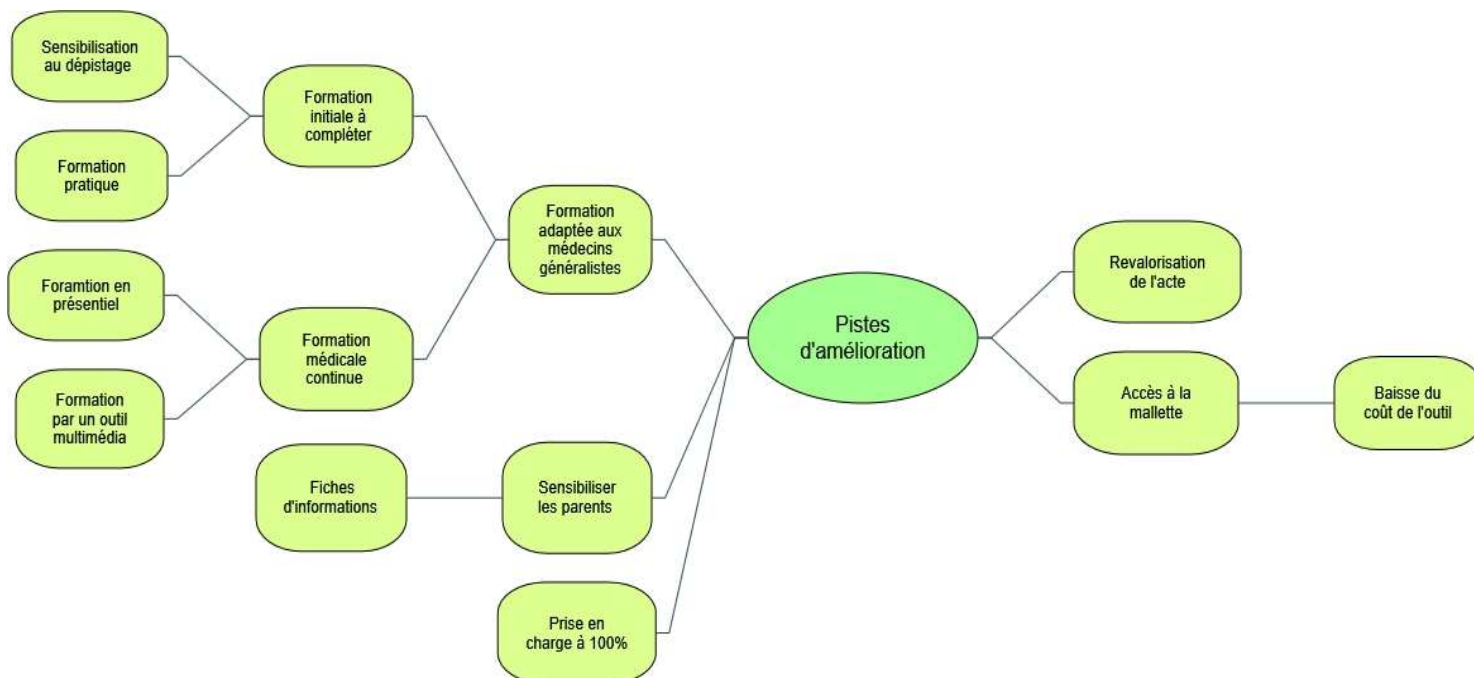 Sensibilisation
au dépistage
Formation
pratique
Formation
initiale à
compléter
Foramtion en
présentiel
Formation
par un outil
multimédia
Formation
médicale
continue
Formation
adaptée aux
médecins
généralistes
Fiches
d'informations
Sensibiliser
les parents
Prise en
charge à 100%
Pistes
d'amélioration
Revalorisation
de l'acte
Accès à la
mallette
Baisse du
coût de l'outil